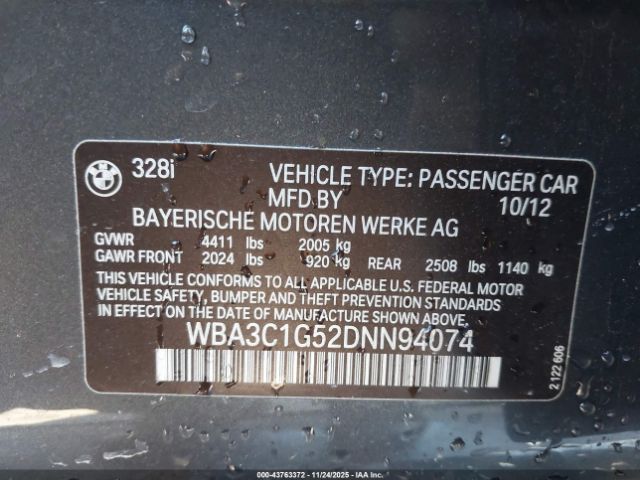 BMW
328i
VEHICLE TYPE: PASSENGER CAR
MFD BY 10/12
BAYERISCHE MOTOREN WERKE AG
GVWR 4411 lbs 2005 kg
GAWR FRONT 2024 lbs 920 kg REAR 2508 lbs 1140 kg
THIS VEHICLE CONFORMS TO ALL APPLICABLE U.S. FEDERAL MOTOR
VEHICLE SAFETY, BUMPER AND THEFT PREVENTION STANDARDS
IN EFFECT ON THE DATE OF MANUFACTURE SHOWN ABOVE.
WBA3C1G52DNN94074
2 122 606
© 2000-43763372 - 11/24/2025 - IAA Inc.